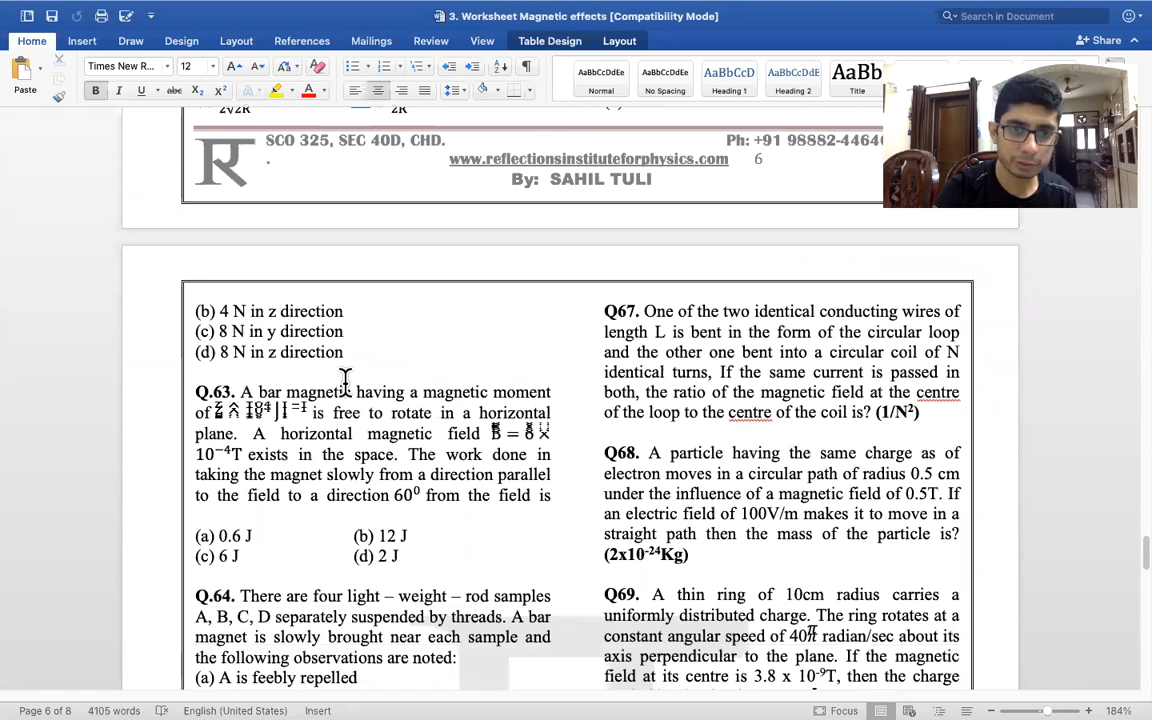 3. Worksheet Magnetic effects [Compatibility Mode]
Search in Document
Home Insert Draw Design Layout References Mailings Review View Table Design Layout
Share
Paste
Times New R... 12
B I U abc X₂ X²
AaBbCcDdEe AaBbCcDdEe AaBbCcD AaBbCcDdEe AaBb
Normal No Spacing Heading 1 Heading 2 Title
2√2R 2R
SCO 325, SEC 40D, CHD. Ph: +91 98882-4464
www.reflectionsinstituteforphysics.com 6
By: SAHIL TULI
(b) 4 N in z direction
(c) 8 N in y direction
(d) 8 N in z direction
Q.63. A bar magnetic having a magnetic moment
of is free to rotate in a horizontal
plane. A horizontal magnetic field B =
10⁻⁴T exists in the space. The work done in
taking the magnet slowly from a direction parallel
to the field to a direction 60⁰ from the field is
(a) 0.6 J (b) 12 J
(c) 6 J (d) 2 J
Q.64. There are four light – weight – rod samples
A, B, C, D separately suspended by threads. A bar
magnet is slowly brought near each sample and
the following observations are noted:
(a) A is feebly repelled
Q67. One of the two identical conducting wires of
length L is bent in the form of the circular loop
and the other one bent into a circular coil of N
identical turns, If the same current is passed in
both, the ratio of the magnetic field at the centre
of the loop to the centre of the coil is? (1/N²)
Q68. A particle having the same charge as of
electron moves in a circular path of radius 0.5 cm
under the influence of a magnetic field of 0.5T. If
an electric field of 100V/m makes it to move in a
straight path then the mass of the particle is?
(2x10⁻²⁴Kg)
Q69. A thin ring of 10cm radius carries a
uniformly distributed charge. The ring rotates at a
constant angular speed of 40π radian/sec about its
axis perpendicular to the plane. If the magnetic
field at its centre is 3.8 x 10⁻⁹T, then the charge
Page 6 of 8 4105 words English (United States) Insert Focus 184%